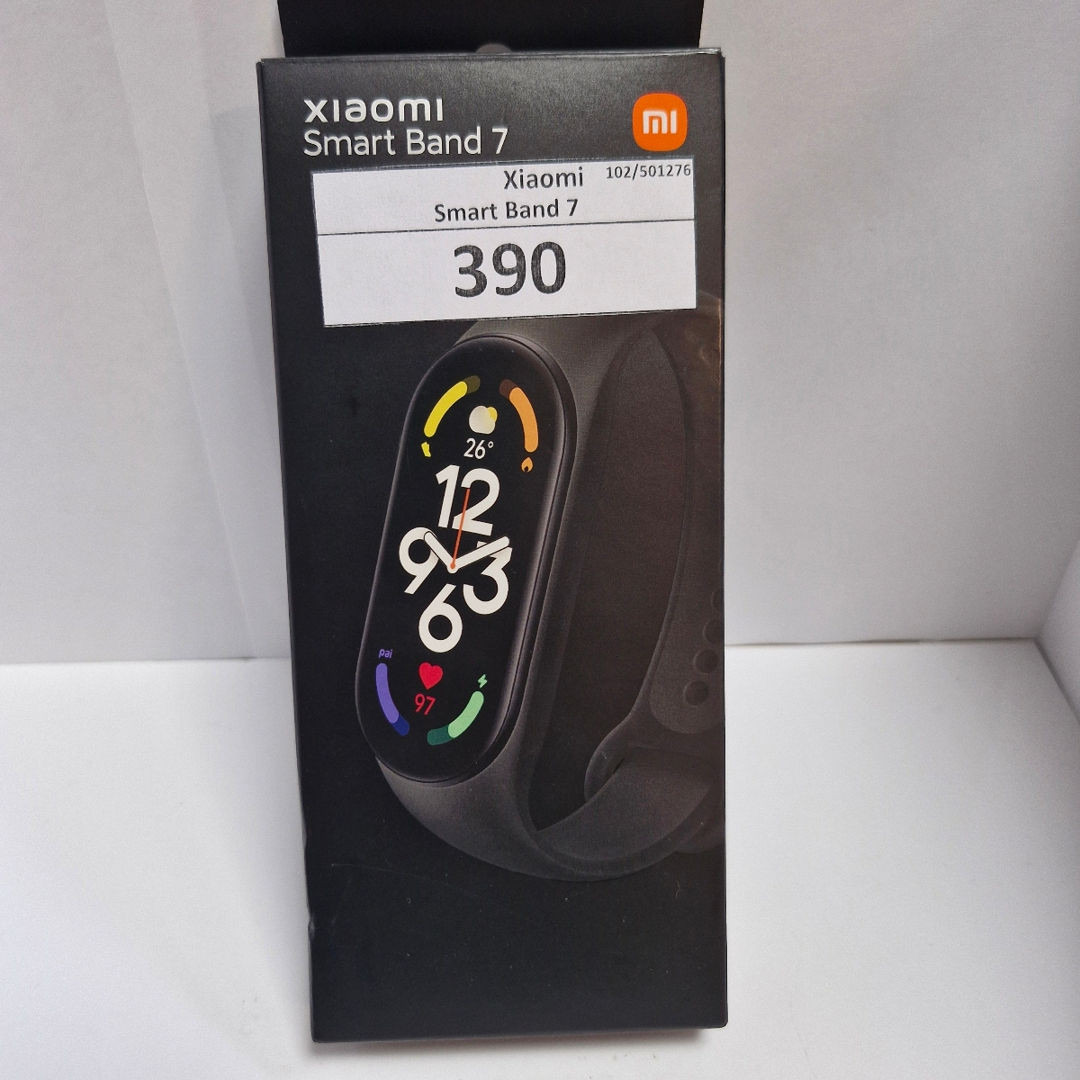 xiaomi
Smart Band 7
mi
Xiaomi 102/501276
Smart Band 7
390
26°
12
9 3
6
pai
97